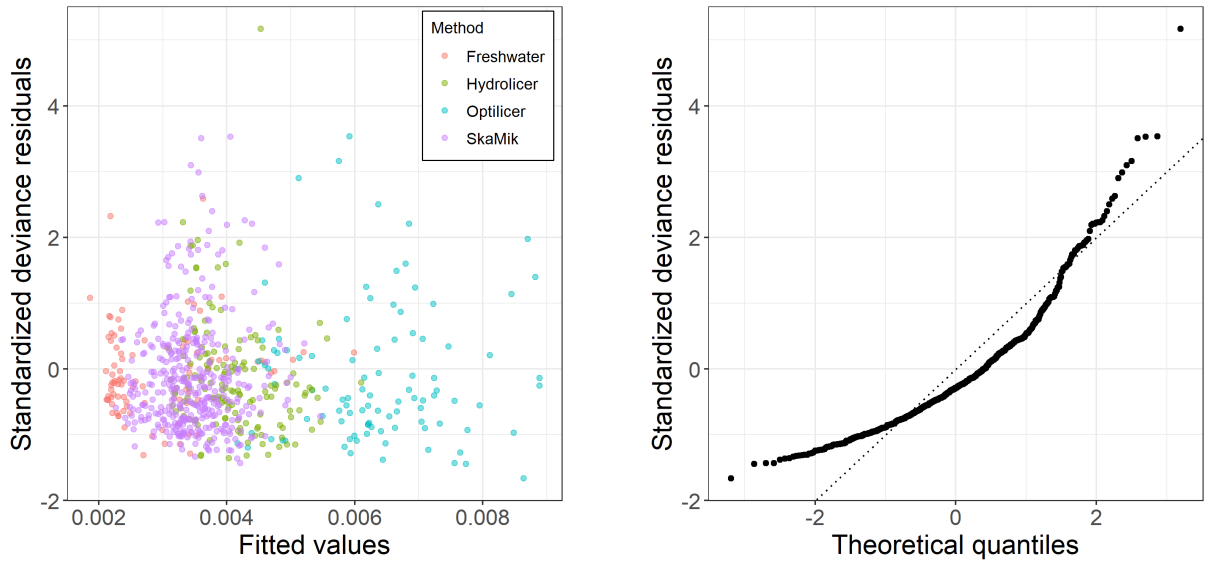 Standardized deviance residuals
4
2
0
-2
Method
Freshwater
Hydrolicer
Optilicer
SkaMik
0.002 0.004 0.006 0.008
Fitted values
Standardized deviance residuals
4
2
0
-2
-2 0 2
Theoretical quantiles